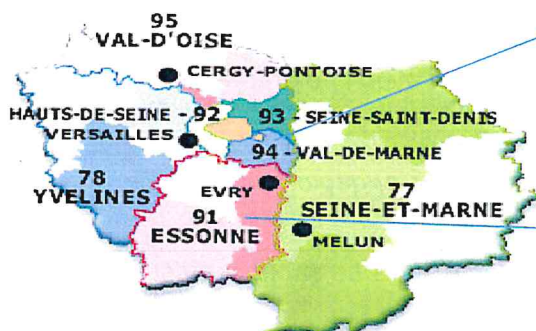 95
VAL-D'OISE
CERGY-PONTOISE
HAUTS-DE-SEINE - 92
93 - SEINE-SAINT-DENIS
VERSAILLES
94 - VAL-DE-MARNE
78
YVELINES
EVRY
77
SEINE-ET-MARNE
91
ESSONNE
MELUN